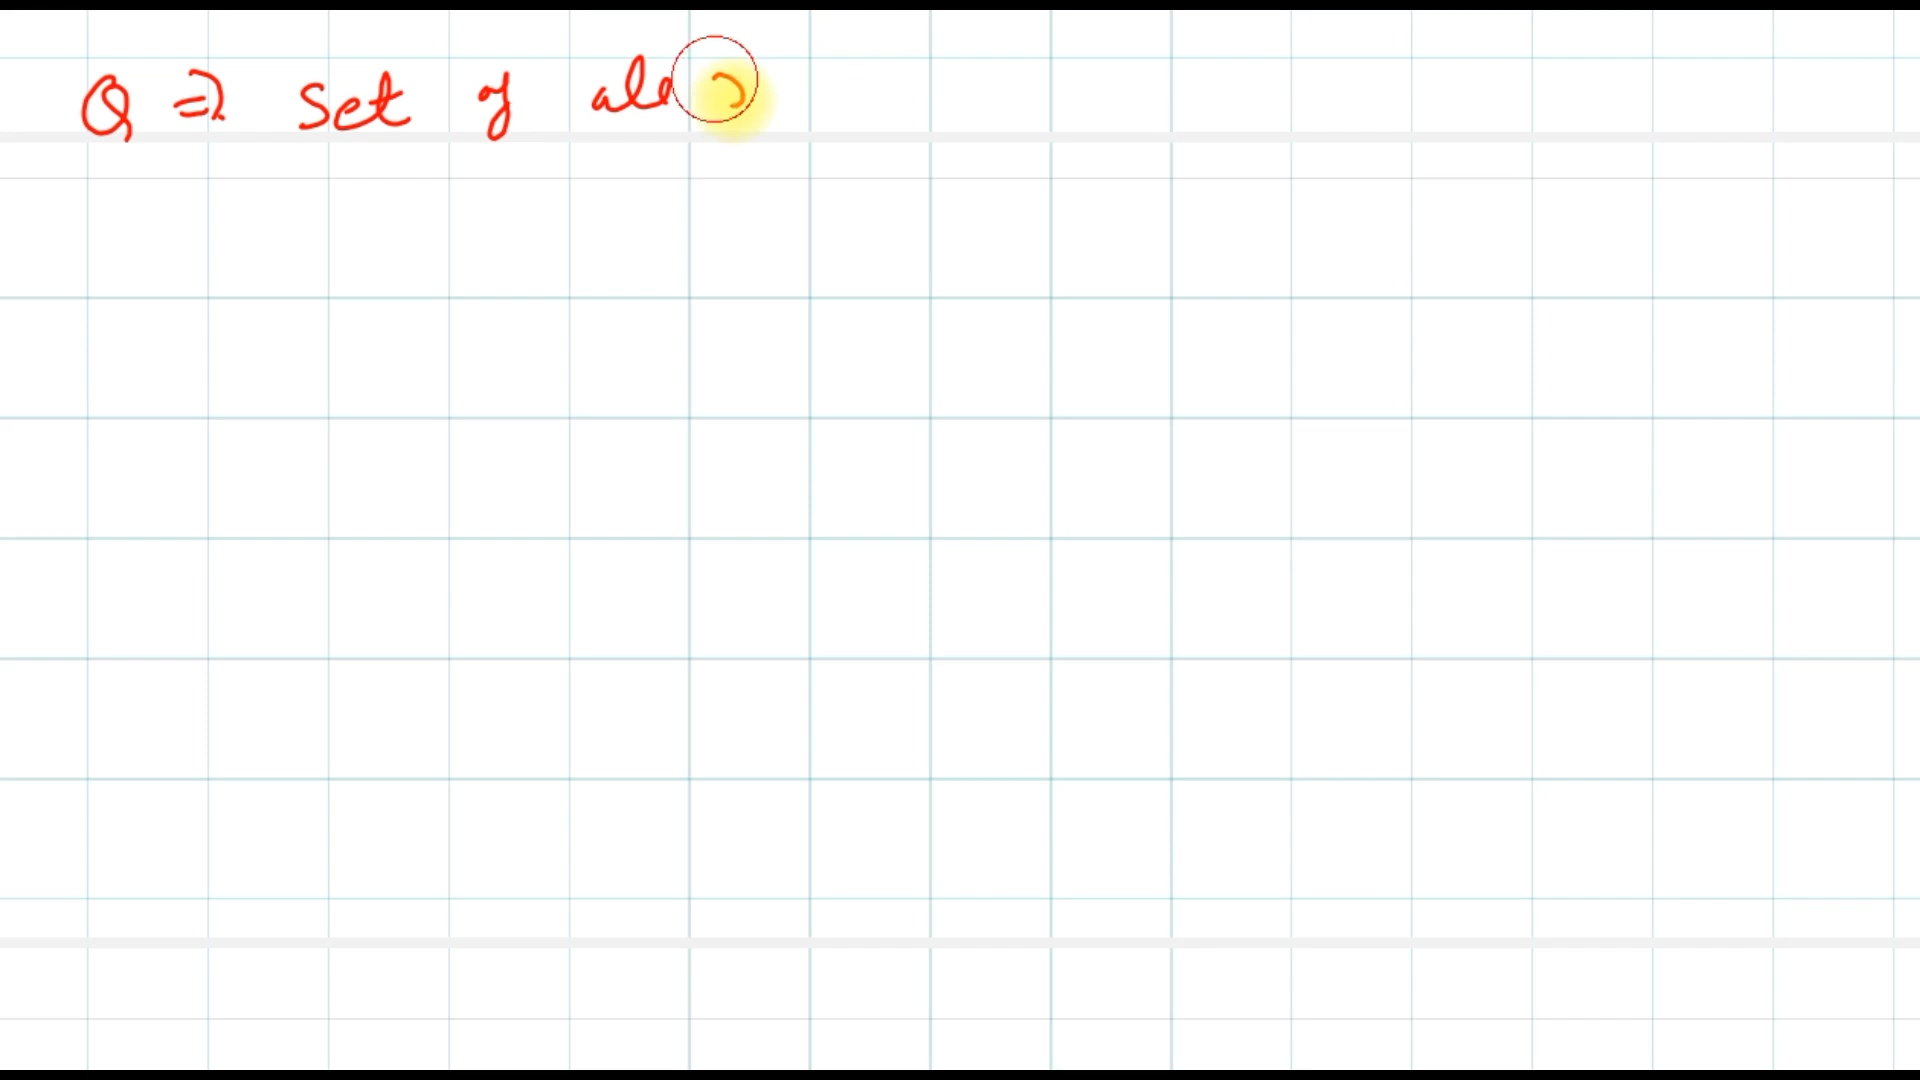 Q ⇒ Set of all